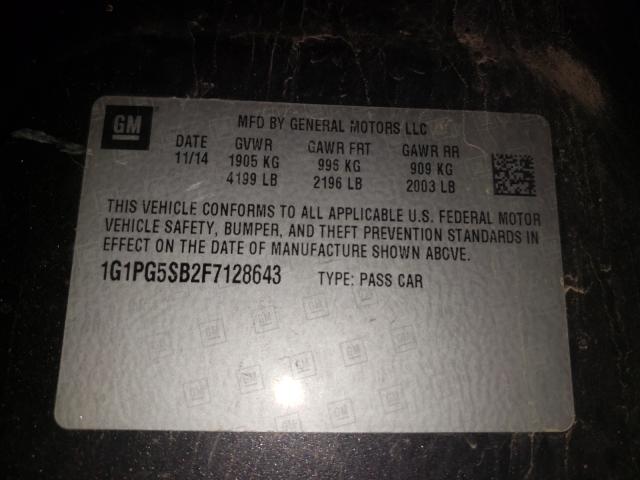 GM
MFD BY GENERAL MOTORS LLC
DATE GVWR GAWR FRT GAWR RR
11/14 1905 KG 996 KG 909 KG
4199 LB 2196 LB 2003 LB
THIS VEHICLE CONFORMS TO ALL APPLICABLE U.S. FEDERAL MOTOR
VEHICLE SAFETY, BUMPER, AND THEFT PREVENTION STANDARDS IN
EFFECT ON THE DATE OF MANUFACTURE SHOWN ABOVE.
1G1PG5SB2F7128643 TYPE: PASS CAR